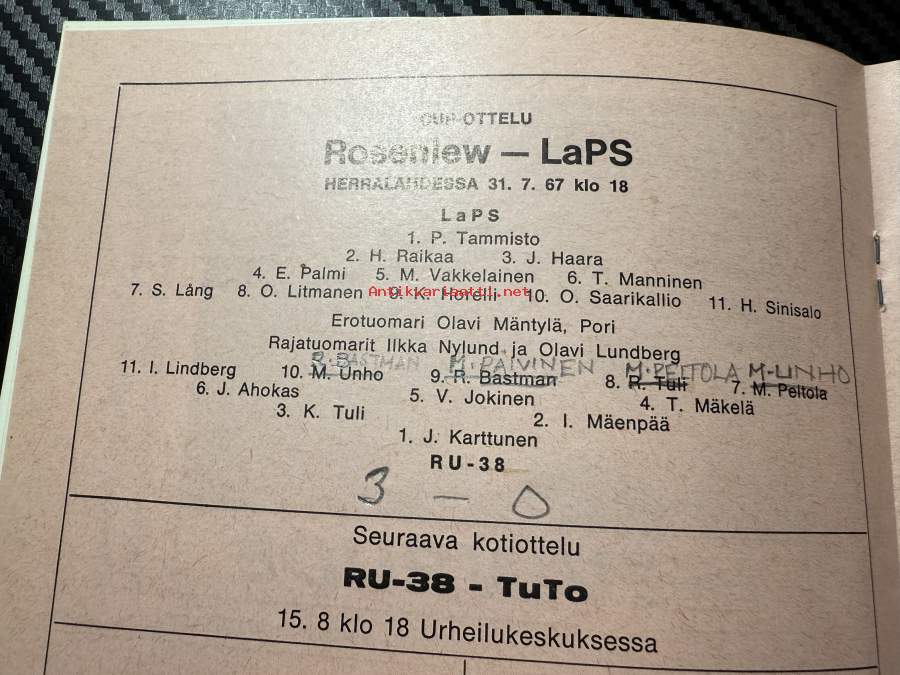 CUP-OTTELU
Rosenlew — LaPS
HERRALAHDESSA 31. 7. 67 klo 18
LaPS
1. P. Tammisto
2. H. Raikaa 3. J. Haara
4. E. Palmi 5. M. Vakkelainen 6. T. Manninen
7. S. Lång 8. O. Litmanen 9. K. Horelli 10. O. Saarikallio 11. H. Sinisalo
Antiikkariaatti.net
Erotuomari Olavi Mäntylä, Pori
Rajatuomarit Ilkka Nylund ja Olavi Lundberg
R. BASTMAN M. PÄIVINEN M. PELTOLA M. UNHO
11. I. Lindberg 10. M. Unho 9. R. Bastman 8. R. Tuli 7. M. Peltola
6. J. Ahokas 5. V. Jokinen 4. T. Mäkelä
3. K. Tuli 2. I. Mäenpää
1. J. Karttunen
RU-38
3 — 0
Seuraava kotiottelu
RU-38 - TuTo
15. 8 klo 18 Urheilukeskuksessa